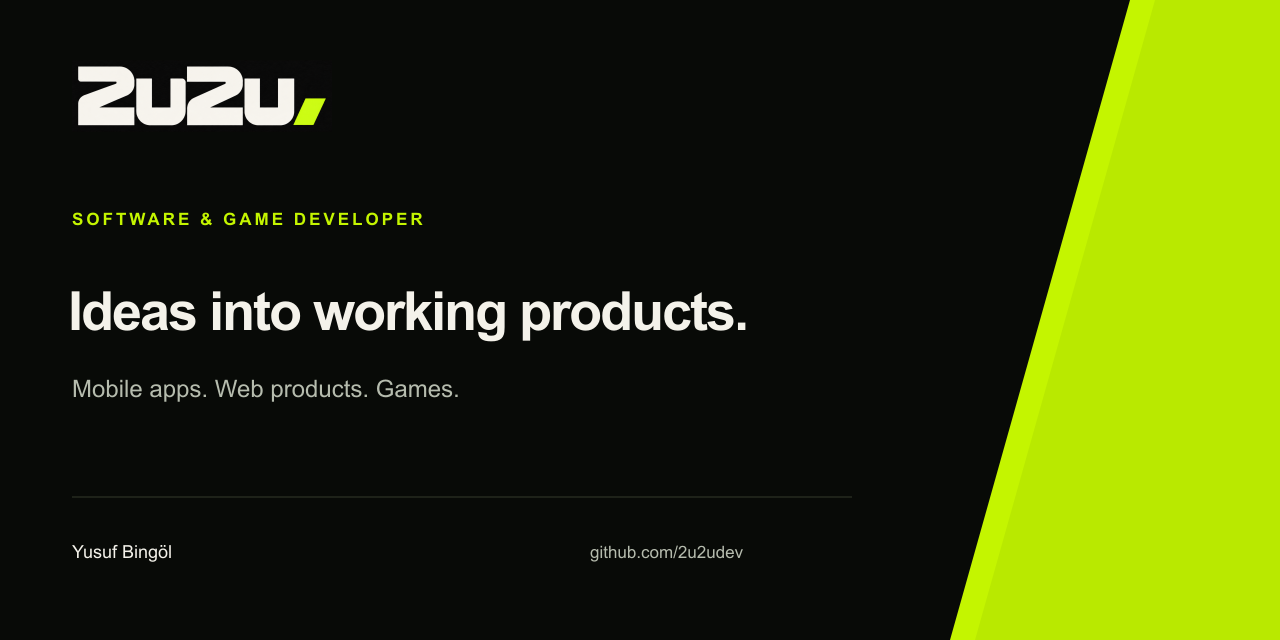 2u2u
SOFTWARE & GAME DEVELOPER
Ideas into working products.
Mobile apps. Web products. Games.
Yusuf Bingöl
github.com/2u2udev